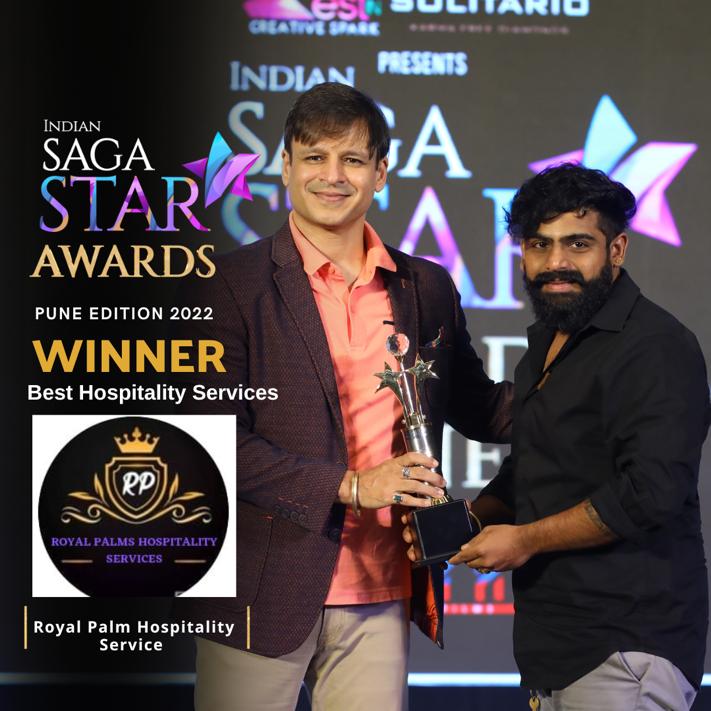 INDIAN
SAGA
STAR
AWARDS
PUNE EDITION 2022
WINNER
Best Hospitality Services
RP
ROYAL PALMS HOSPITALITY
SERVICES
Royal Palm Hospitality
Service
CREATIVE SPARK
SOLITARIO
PRESENTS
INDIAN
SAGA